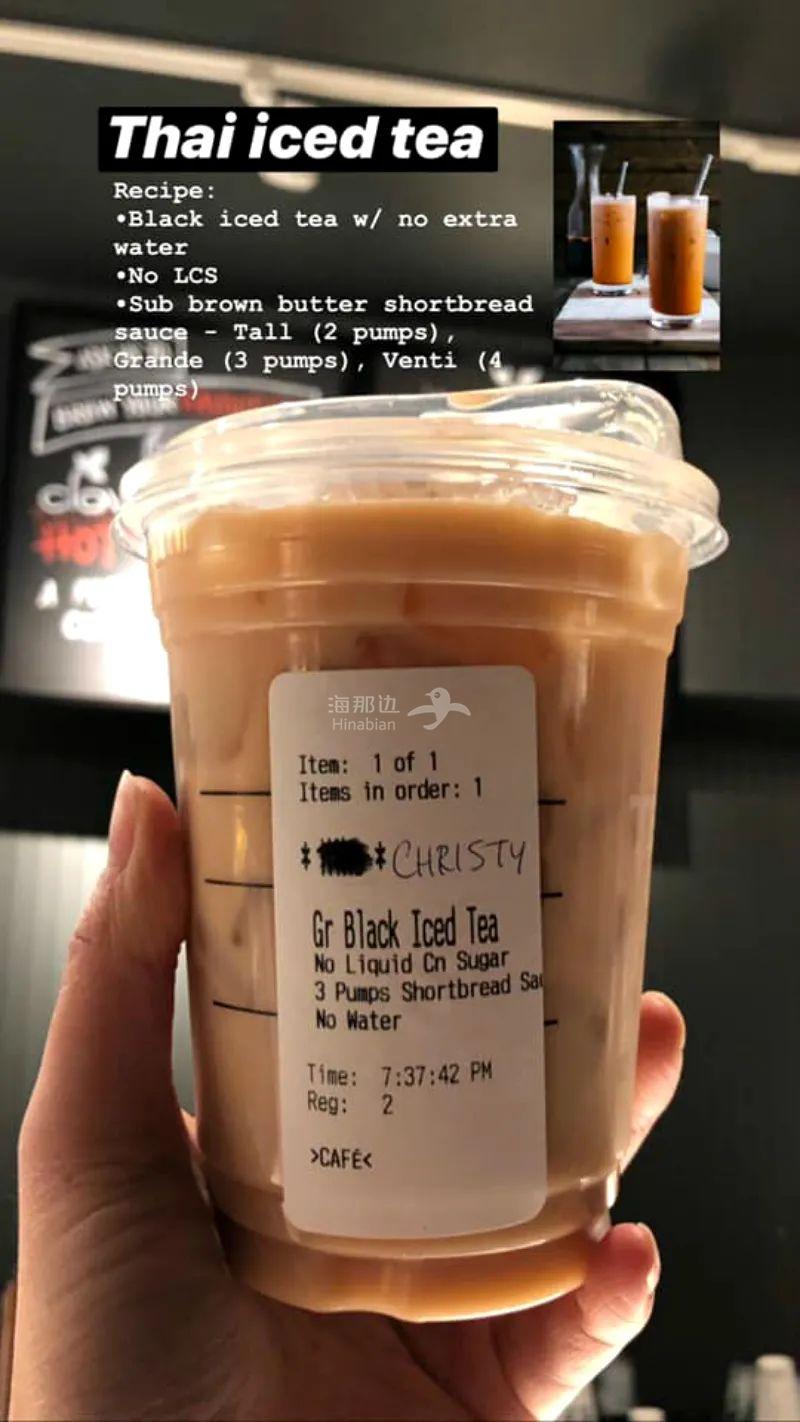 Thai iced tea
Recipe:
•Black iced tea w/ no extra
water
•No LCS
•Sub brown butter shortbread
sauce - Tall (2 pumps),
Grande (3 pumps), Venti (4
pumps)
HOT
海那边
Hinabian
Item: 1 of 1
Items in order: 1
CHRISTY
Gr Black Iced Tea
No Liquid Cn Sugar
3 Pumps Shortbread Sau
No Water
Time: 7:37:42 PM
Reg: 2
>CAFÉ<